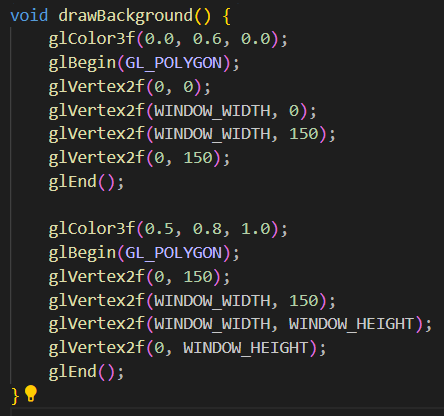 void drawBackground() {
    glColor3f(0.0, 0.6, 0.0);
    glBegin(GL_POLYGON);
    glVertex2f(0, 0);
    glVertex2f(WINDOW_WIDTH, 0);
    glVertex2f(WINDOW_WIDTH, 150);
    glVertex2f(0, 150);
    glEnd();

    glColor3f(0.5, 0.8, 1.0);
    glBegin(GL_POLYGON);
    glVertex2f(0, 150);
    glVertex2f(WINDOW_WIDTH, 150);
    glVertex2f(WINDOW_WIDTH, WINDOW_HEIGHT);
    glVertex2f(0, WINDOW_HEIGHT);
    glEnd();
}